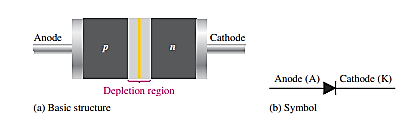 Anode
p
n
Cathode
Depletion region
(a) Basic structure
Anode (A)
Cathode (K)
(b) Symbol